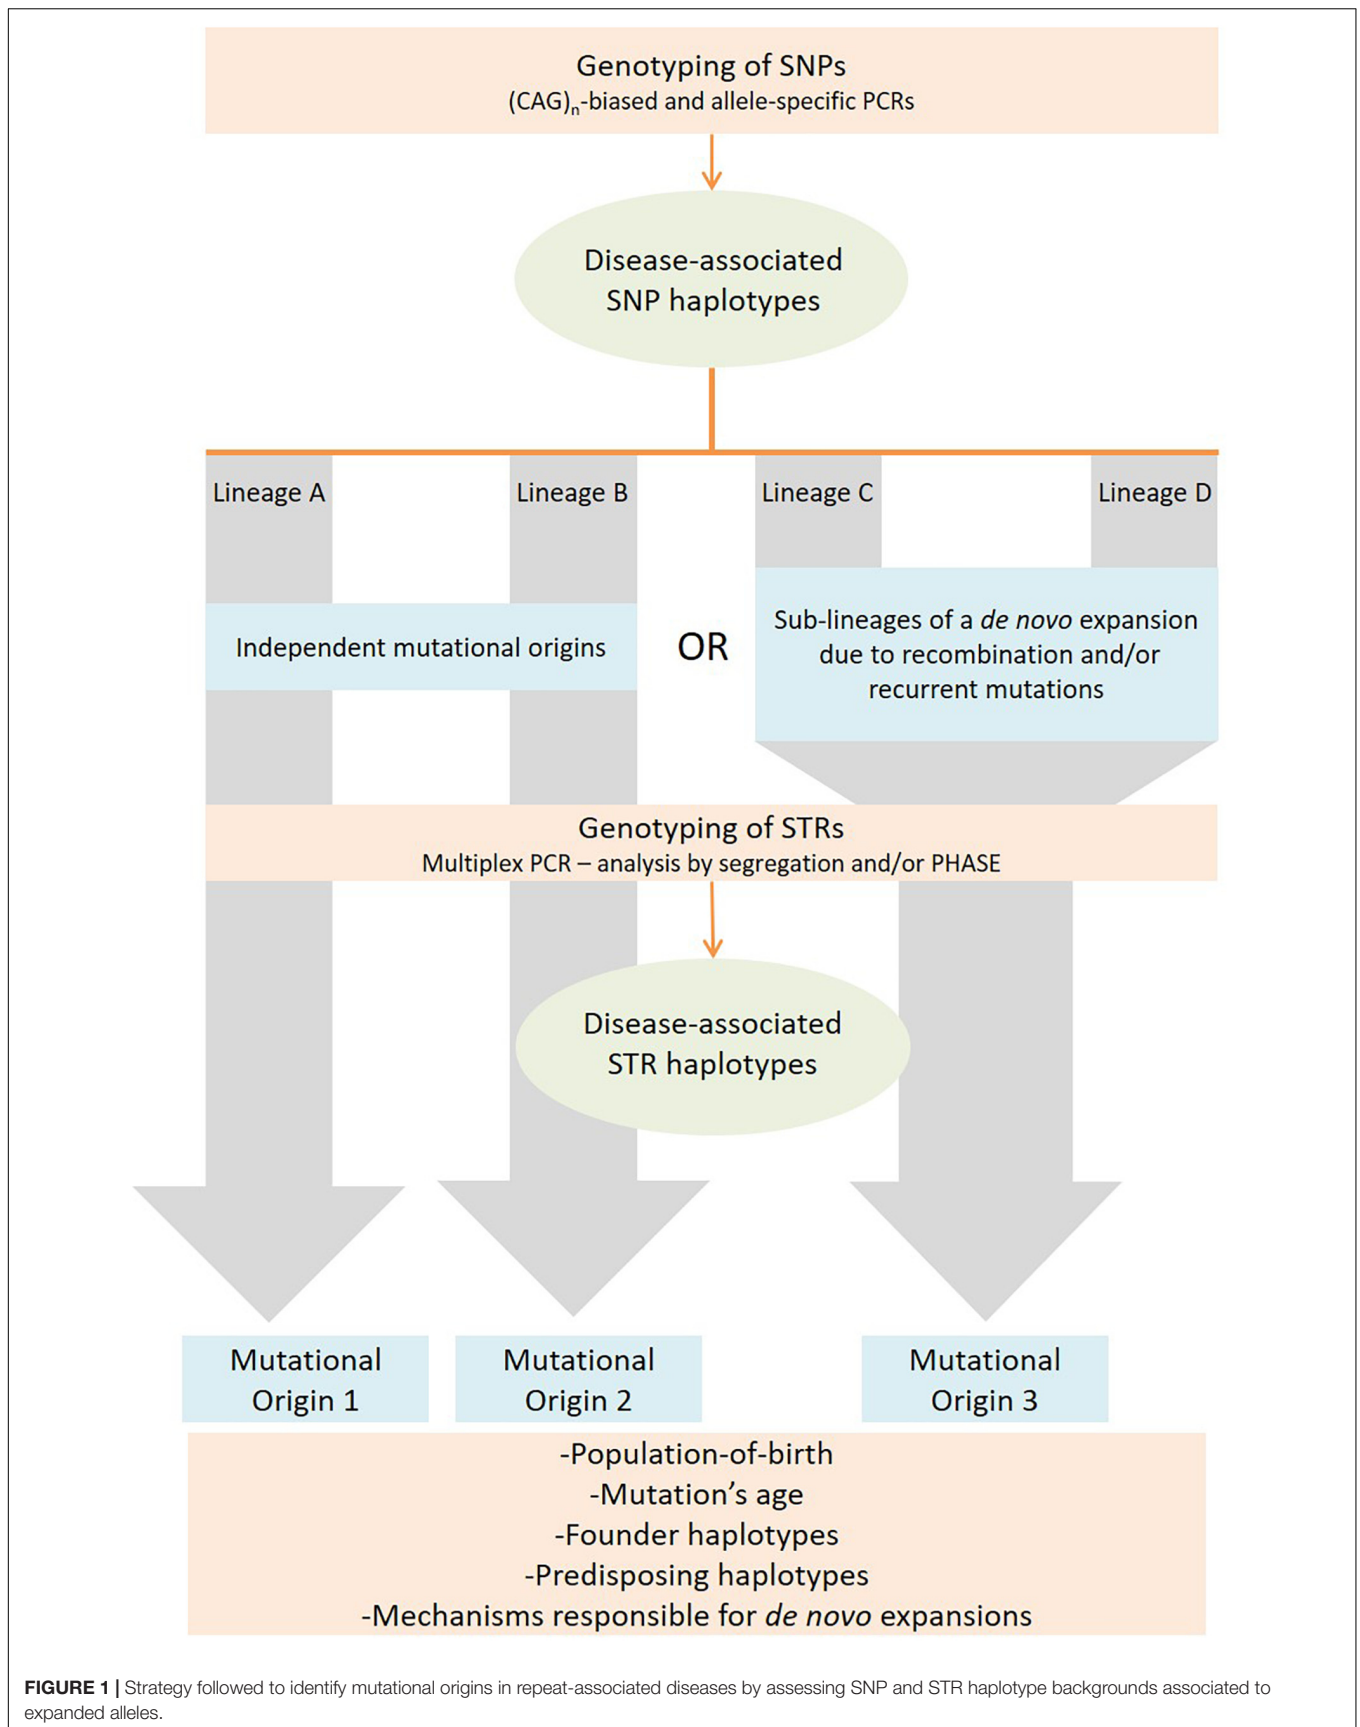 Genotyping of SNPs
(CAG)n-biased and allele-specific PCRs
Disease-associated
SNP haplotypes
Lineage A
Lineage B
Lineage C
Lineage D
Independent mutational origins
OR
Sub-lineages of a de novo expansion
due to recombination and/or
recurrent mutations
Genotyping of STRs
Multiplex PCR – analysis by segregation and/or PHASE
Disease-associated
STR haplotypes
Mutational
Origin 1
Mutational
Origin 2
Mutational
Origin 3
-Population-of-birth
-Mutation’s age
-Founder haplotypes
-Predisposing haplotypes
-Mechanisms responsible for de novo expansions
FIGURE 1 | Strategy followed to identify mutational origins in repeat-associated diseases by assessing SNP and STR haplotype backgrounds associated to
expanded alleles.